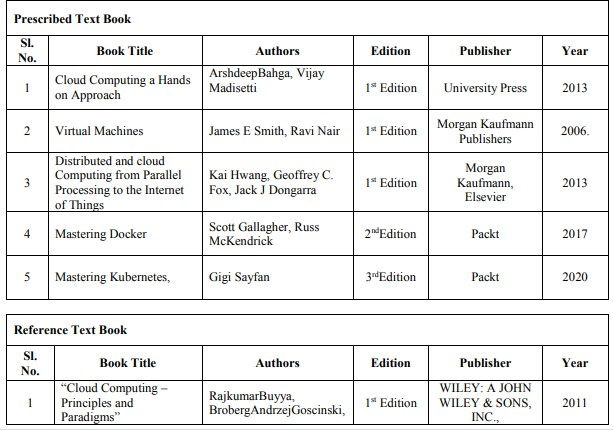 Prescribed Text Book
Sl. No. Book Title Authors Edition Publisher Year
1 Cloud Computing a Hands on Approach ArshdeepBahga, Vijay Madisetti 1st Edition University Press 2013
2 Virtual Machines James E Smith, Ravi Nair 1st Edition Morgan Kaufmann Publishers 2006.
3 Distributed and cloud Computing from Parallel Processing to the Internet of Things Kai Hwang, Geoffrey C. Fox, Jack J Dongarra 1st Edition Morgan Kaufmann, Elsevier 2013
4 Mastering Docker Scott Gallagher, Russ McKendrick 2ndEdition Packt 2017
5 Mastering Kubernetes, Gigi Sayfan 3rdEdition Packt 2020
Reference Text Book
Sl. No. Book Title Authors Edition Publisher Year
1 “Cloud Computing – Principles and Paradigms” RajkumarBuyya, BrobergAndrzejGoscinski, 1st Edition WILEY: A JOHN WILEY & SONS, INC., 2011